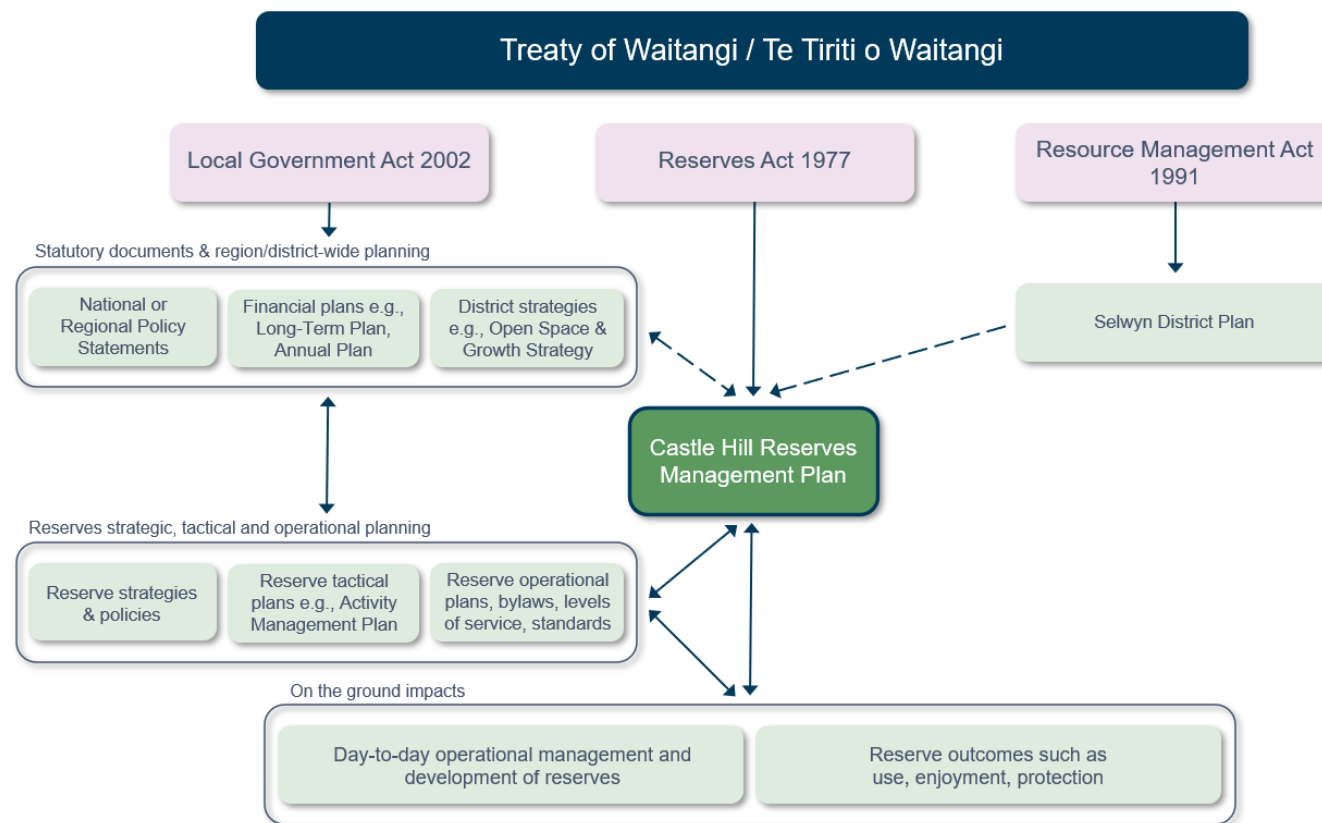 Treaty of Waitangi / Te Tiriti o Waitangi
Local Government Act 2002
Reserves Act 1977
Resource Management Act
1991
Statutory documents & region/district-wide planning
National or
Regional Policy
Statements
Financial plans e.g.,
Long-Term Plan,
Annual Plan
District strategies
e.g., Open Space &
Growth Strategy
Selwyn District Plan
Castle Hill Reserves
Management Plan
Reserves strategic, tactical and operational planning
Reserve strategies
& policies
Reserve tactical
plans e.g., Activity
Management Plan
Reserve operational
plans, bylaws, levels
of service, standards
On the ground impacts
Day-to-day operational management and
development of reserves
Reserve outcomes such as
use, enjoyment, protection